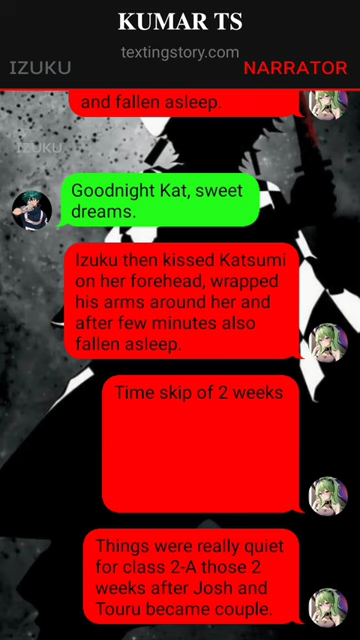 KUMAR TS
textingstory.com
IZUKU
NARRATOR
and fallen asleep.
IZUKU
Goodnight Kat, sweet
dreams.
Izuku then kissed Katsumi
on her forehead, wrapped
his arms around her and
after few minutes also
fallen asleep.
Time skip of 2 weeks
Things were really quiet
for class 2-A those 2
weeks after Josh and
Touru became couple.